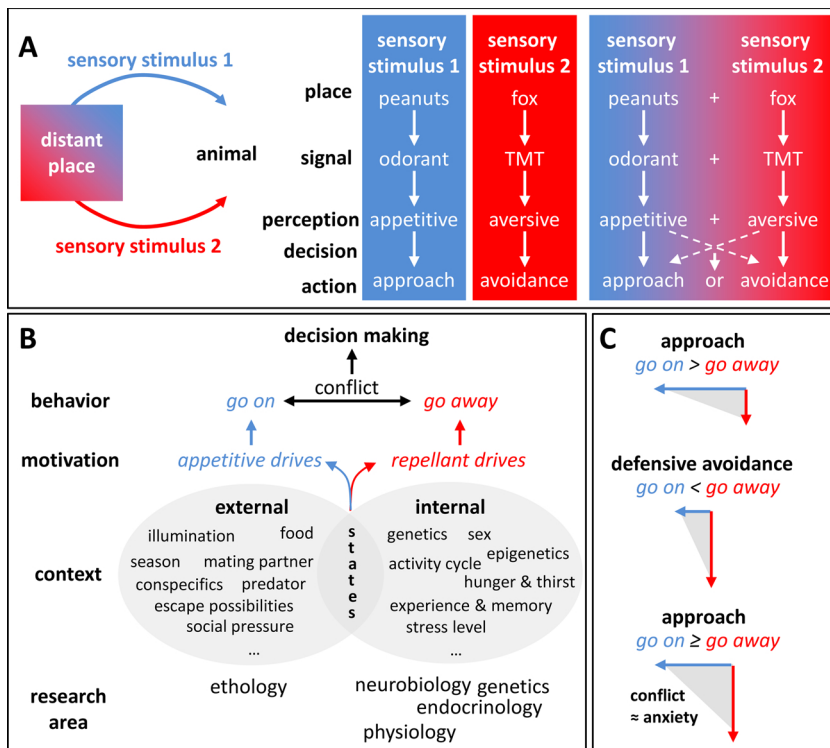 A
sensory stimulus 1
distant
place
animal
sensory stimulus 2
place
signal
perception
decision
action
sensory
stimulus 1
peanuts
odorant
appetitive
approach
sensory
stimulus 2
fox
TMT
aversive
avoidance
sensory sensory
stimulus 1 stimulus 2
peanuts + fox
odorant + TMT
appetitive + aversive
approach or avoidance
B
decision making
conflict
behavior go on go away
motivation appetitive drives repellant drives
context
external
illumination food
season mating partner
conspecifics predator
escape possibilities
social pressure
...
states
internal
genetics sex
epigenetics
activity cycle
hunger & thirst
experience & memory
stress level
...
research
area
ethology
neurobiology genetics
endocrinology
physiology
C
approach
go on > go away
defensive avoidance
go on < go away
approach
go on ≥ go away
conflict
≈ anxiety